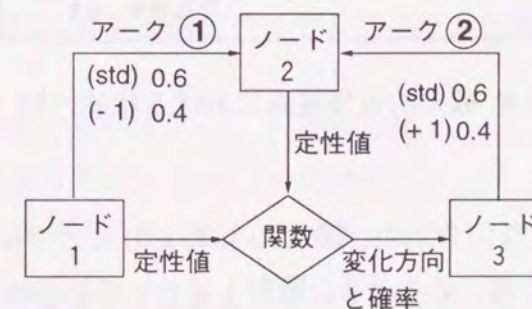 アーク ①
アーク ②
ノード
2
(std) 0.6
(- 1) 0.4
(std) 0.6
(+ 1) 0.4
定性値
ノード
1
定性値
関数
変化方向
と確率
ノード
3